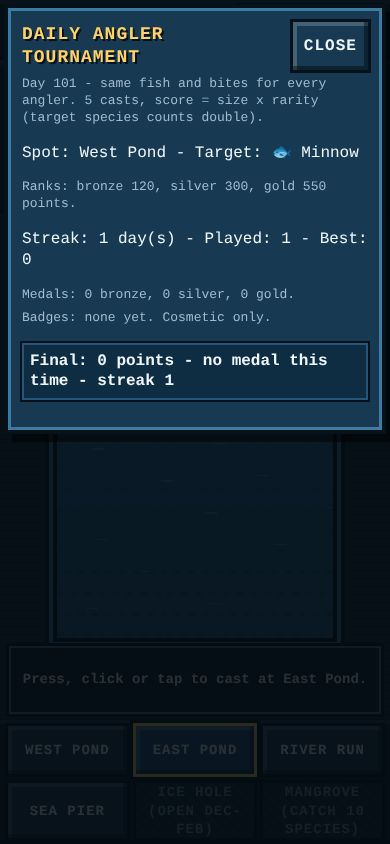 DAILY ANGLER
TOURNAMENT
CLOSE
Day 101 - same fish and bites for every
angler. 5 casts, score = size x rarity
(target species counts double).
Spot: West Pond - Target: 🐟 Minnow
Ranks: bronze 120, silver 300, gold 550
points.
Streak: 1 day(s) - Played: 1 - Best:
0
Medals: 0 bronze, 0 silver, 0 gold.
Badges: none yet. Cosmetic only.
Final: 0 points - no medal this
time - streak 1
Press, click or tap to cast at East Pond.
WEST POND
EAST POND
RIVER RUN
SEA PIER
ICE HOLE
(OPEN DEC-
FEB)
MANGROVE
(CATCH 10
SPECIES)